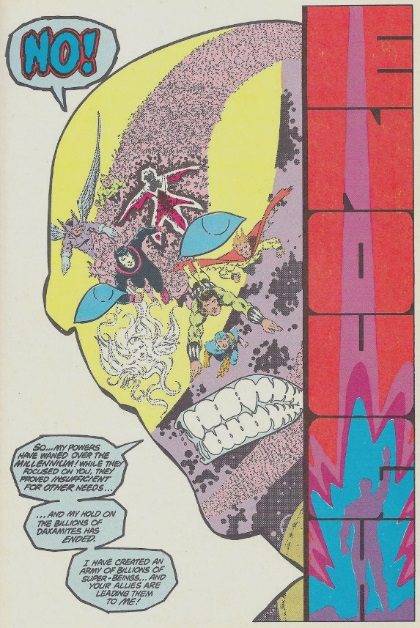 NO!
SO...MY POWERS
HAVE WANED OVER THE
MILLENNIUM! WHILE THEY
FOCUSED ON YOU, THEY
PROVED INSUFFICIENT
FOR OTHER NEEDS...
...AND MY HOLD ON
THE BILLIONS OF
DAXAMITES HAS
ENDED.
I HAVE CREATED AN
ARMY OF BILLIONS OF
SUPER-BEINGS...AND
YOUR ALLIES ARE
LEADING THEM
TO ME!
ENOUGH